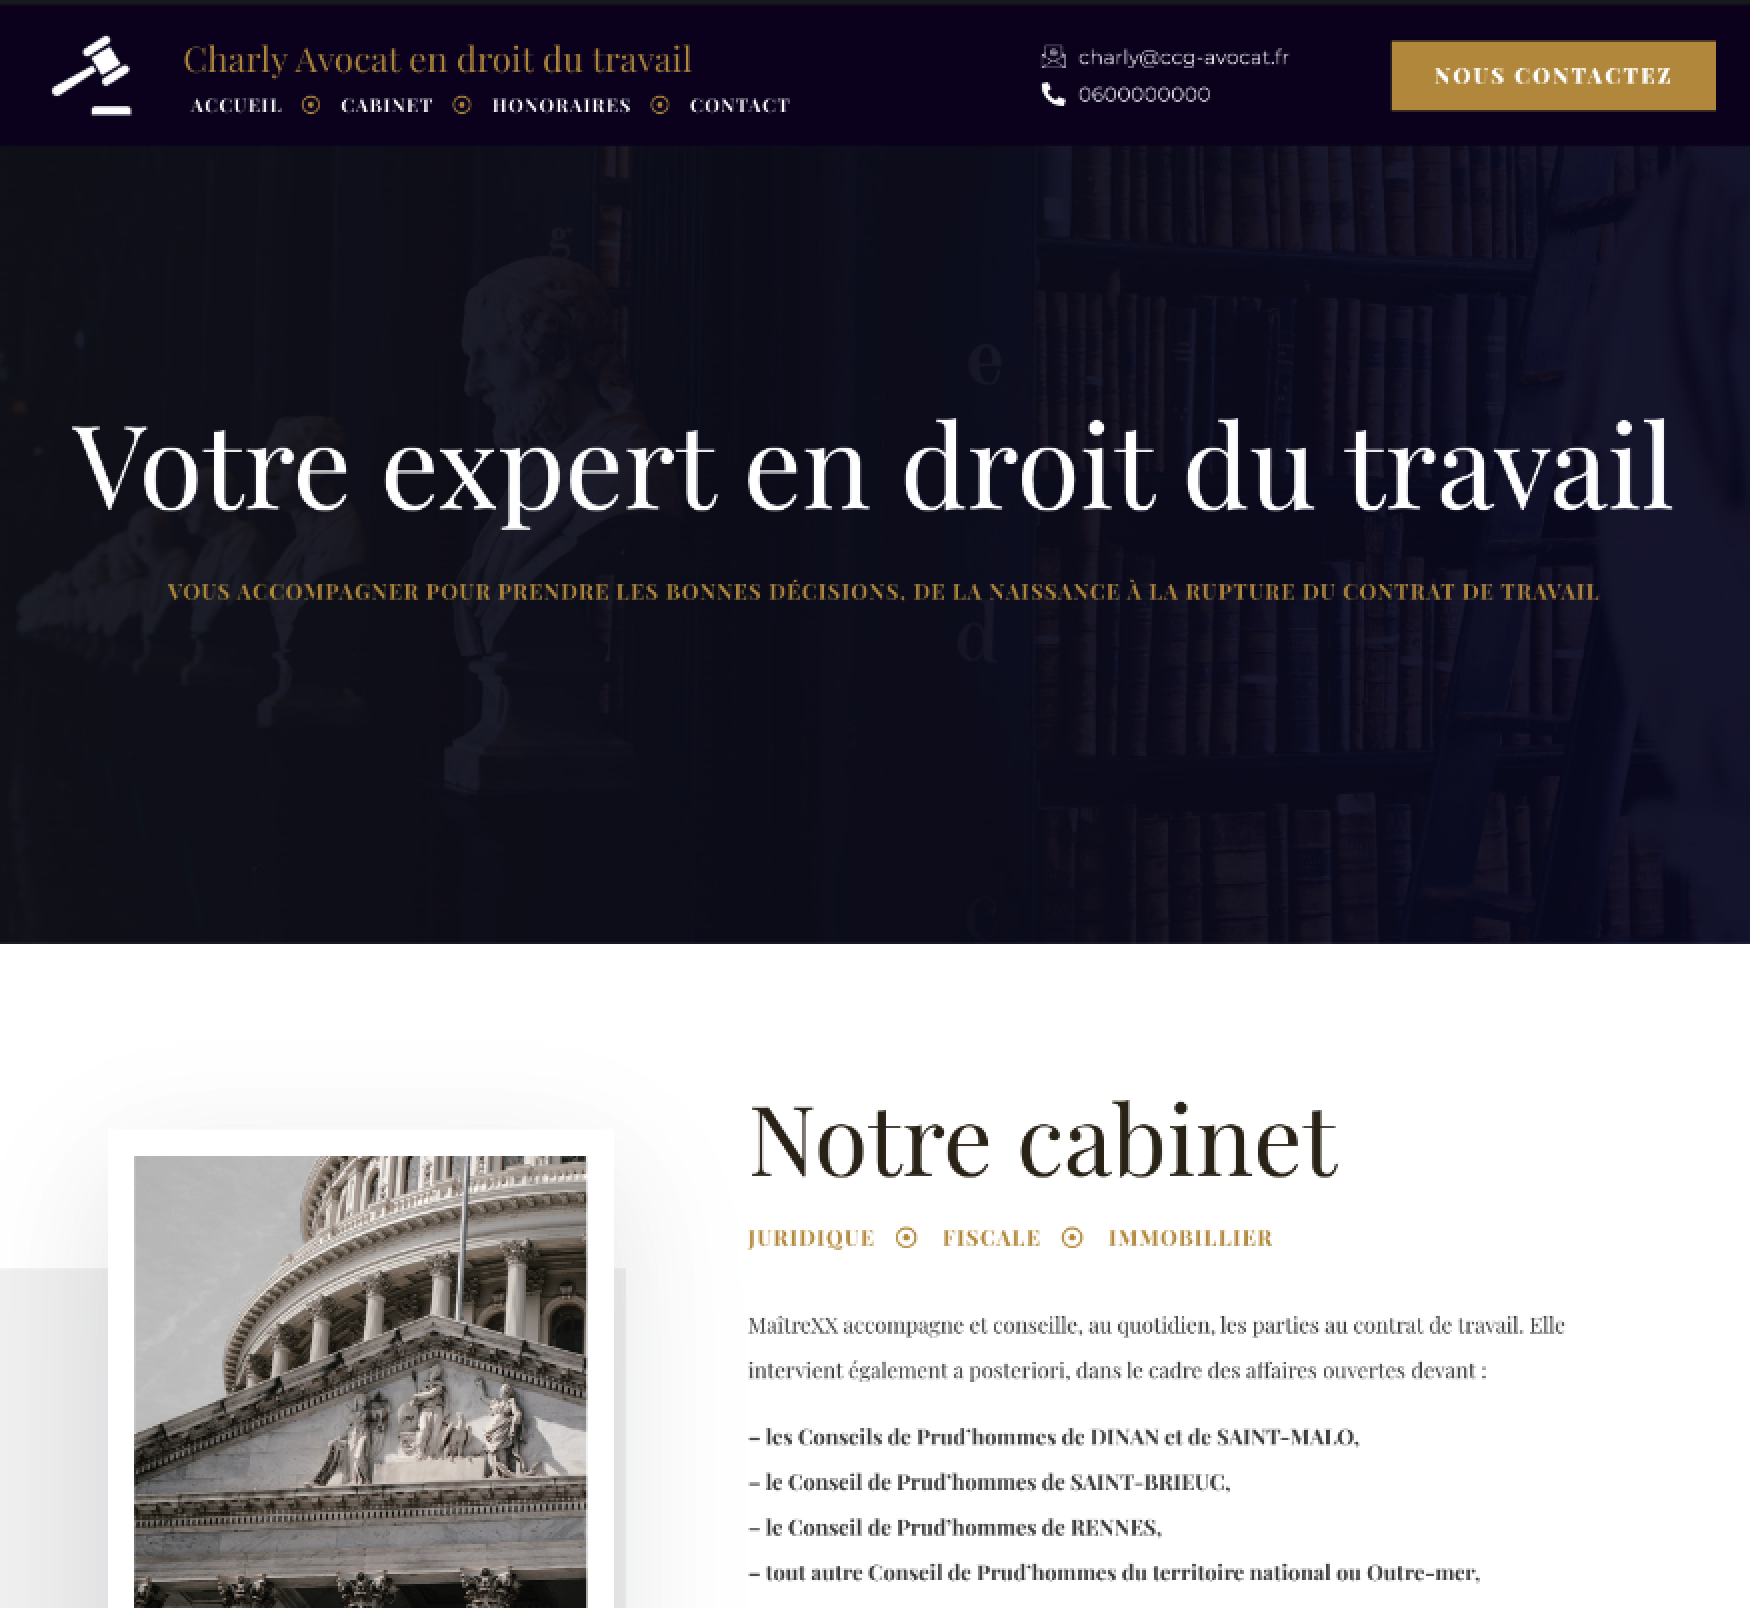 Charly Avocat en droit du travail
ACCUEIL CABINET HONORAIRES CONTACT
charly@ccg-avocat.fr
0600000000
NOUS CONTACTEZ
g
e
Votre expert en droit du travail
VOUS ACCOMPAGNER POUR PRENDRE LES BONNES DÉCISIONS, DE LA NAISSANCE À LA RUPTURE DU CONTRAT DE TRAVAIL
d
c
Notre cabinet
JURIDIQUE FISCALE IMMOBILLIER
MaîtreXX accompagne et conseille, au quotidien, les parties au contrat de travail. Elle
intervient également a posteriori, dans le cadre des affaires ouvertes devant :
– les Conseils de Prud’hommes de DINAN et de SAINT-MALO,
– le Conseil de Prud’hommes de SAINT-BRIEUC,
– le Conseil de Prud’hommes de RENNES,
– tout autre Conseil de Prud’hommes du territoire national ou Outre-mer,